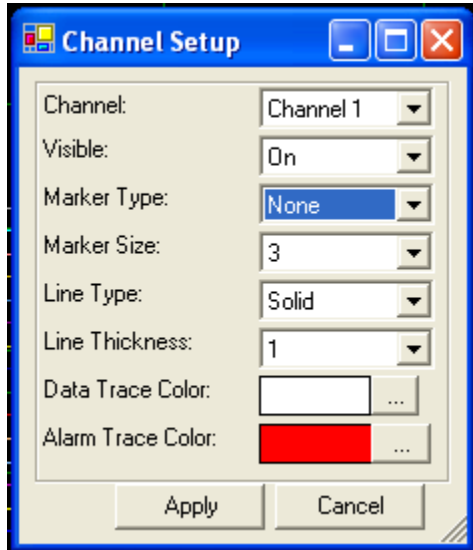 Channel Setup
Channel: Channel 1
Visible: On
Marker Type: None
Marker Size: 3
Line Type: Solid
Line Thickness: 1
Data Trace Color: ...
Alarm Trace Color: ...
Apply Cancel